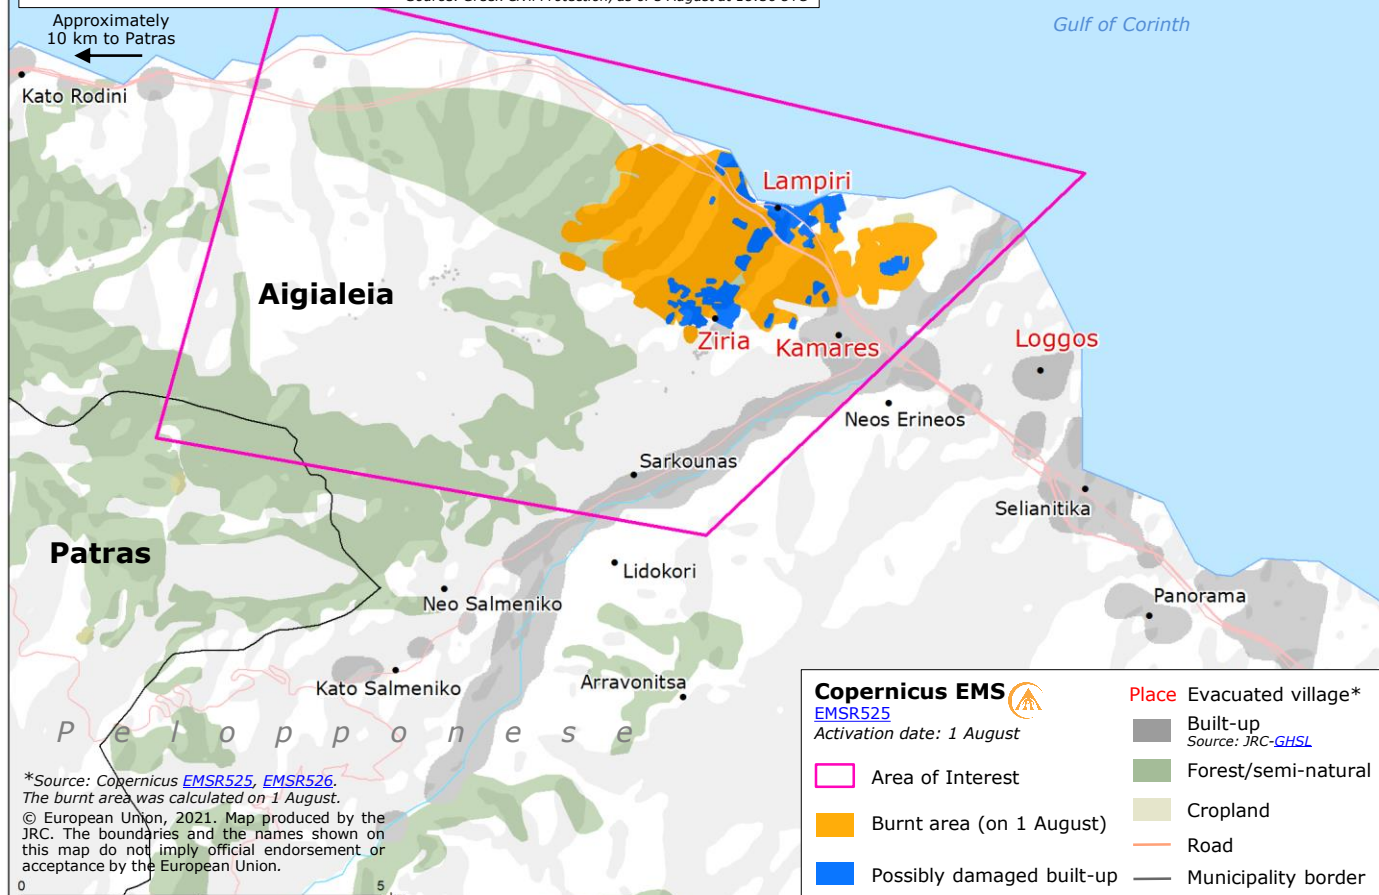 Approximately
10 km to Patras
Gulf of Corinth
Kato Rodini
Lampiri
Aigialeia
Ziria
Kamares
Loggos
Neos Erineos
Sarkounas
Selianitika
Patras
Lidokori
Neo Salmeniko
Panorama
Kato Salmeniko
Arravonitsa
Peloponnese
*Source: Copernicus EMSR525, EMSR526.
The burnt area was calculated on 1 August.
© European Union, 2021. Map produced by the
JRC. The boundaries and the names shown on
this map do not imply official endorsement or
acceptance by the European Union.
0
5
Copernicus EMS
EMSR525
Activation date: 1 August
Area of Interest
Burnt area (on 1 August)
Possibly damaged built-up
Place Evacuated village*
Built-up
Source: JRC-GHSL
Forest/semi-natural
Cropland
Road
Municipality border